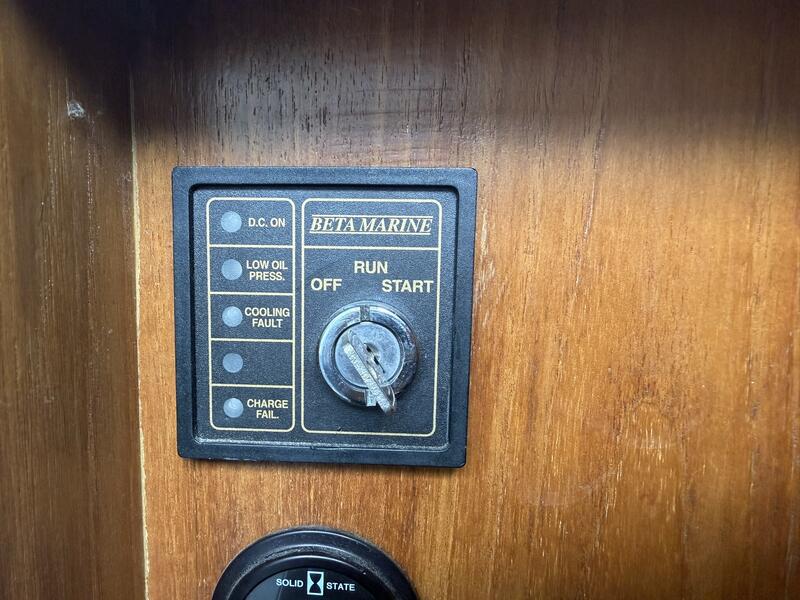 D.C. ON
LOW OIL
PRESS.
COOLING
FAULT
CHARGE
FAIL.
BETA MARINE
RUN
OFF START
SOLID STATE